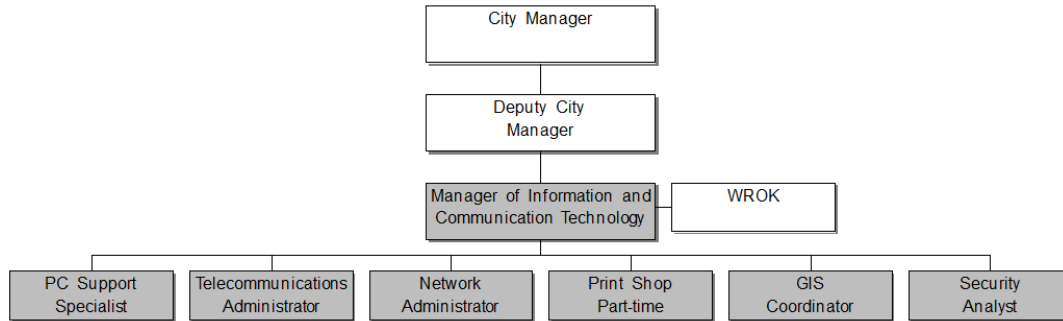 City Manager
Deputy City
Manager
Manager of Information and
Communication Technology
WROK
PC Support
Specialist
Telecommunications
Administrator
Network
Administrator
Print Shop
Part-time
GIS
Coordinator
Security
Analyst